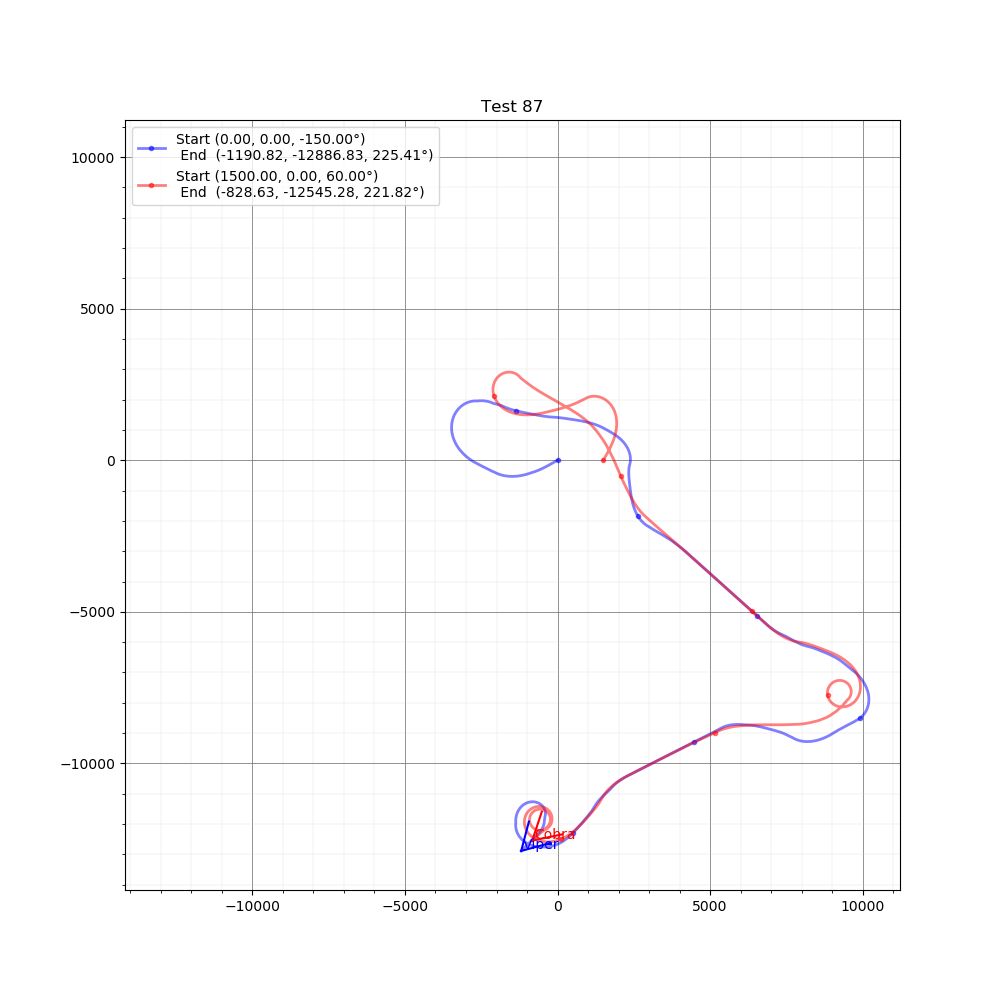 Test 87
Start (0.00, 0.00, -150.00°)
End (-1190.82, -12886.83, 225.41°)
Start (1500.00, 0.00, 60.00°)
End (-828.63, -12545.28, 221.82°)
10000
5000
0
−5000
−10000
Cobra
−10000 −5000 0 5000 10000